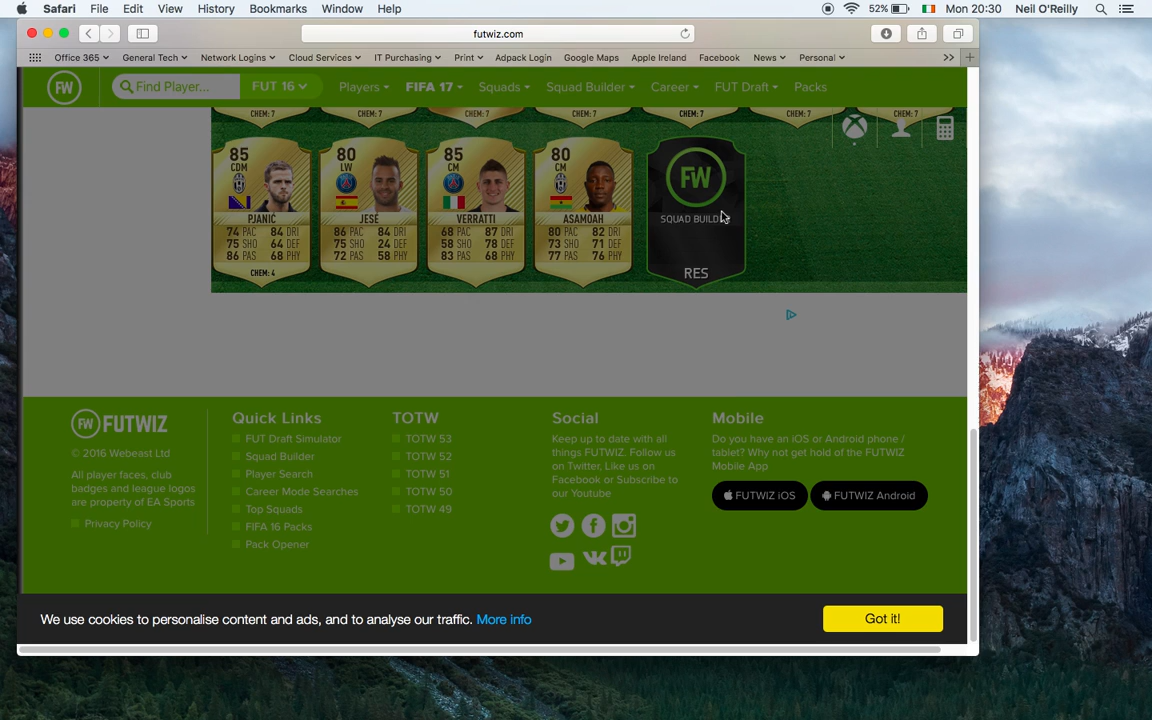 Safari File Edit View History Bookmarks Window Help 52% Mon 20:30 Neil O'Reilly
futwiz.com
Office 365 General Tech Network Logins Cloud Services IT Purchasing Print Adpack Login Google Maps Apple Ireland Facebook News Personal >> +
FW Find Player... FUT 16 Players FIFA 17 Squads Squad Builder Career FUT Draft Packs
CHEM: 7 CHEM: 7 CHEM: 7 CHEM: 7 CHEM: 7 CHEM: 7 CHEM: 7
85 80 85 80
CDM LW CM CM
FW
PJANIĆ JESÉ VERRATTI ASAMOAH SQUAD BUILD
74 PAC 84 DRI 86 PAC 84 DRI 68 PAC 87 DRI 80 PAC 82 DRI
75 SHO 64 DEF 75 SHO 24 DEF 58 SHO 78 DEF 73 SHO 71 DEF
86 PAS 68 PHY 72 PAS 58 PHY 83 PAS 68 PHY 77 PAS 76 PHY
CHEM: 4 RES
FW FUTWIZ
© 2016 Webeast Ltd
All player faces, club
badges and league logos
are property of EA Sports
Privacy Policy
Quick Links
FUT Draft Simulator
Squad Builder
Player Search
Career Mode Searches
Top Squads
FIFA 16 Packs
Pack Opener
TOTW
TOTW 53
TOTW 52
TOTW 51
TOTW 50
TOTW 49
Social
Keep up to date with all
things FUTWIZ. Follow us
on Twitter, Like us on
Facebook or Subscribe to
our Youtube
Mobile
Do you have an iOS or Android phone /
tablet? Why not get hold of the FUTWIZ
Mobile App
FUTWIZ iOS FUTWIZ Android
We use cookies to personalise content and ads, and to analyse our traffic. More info Got it!